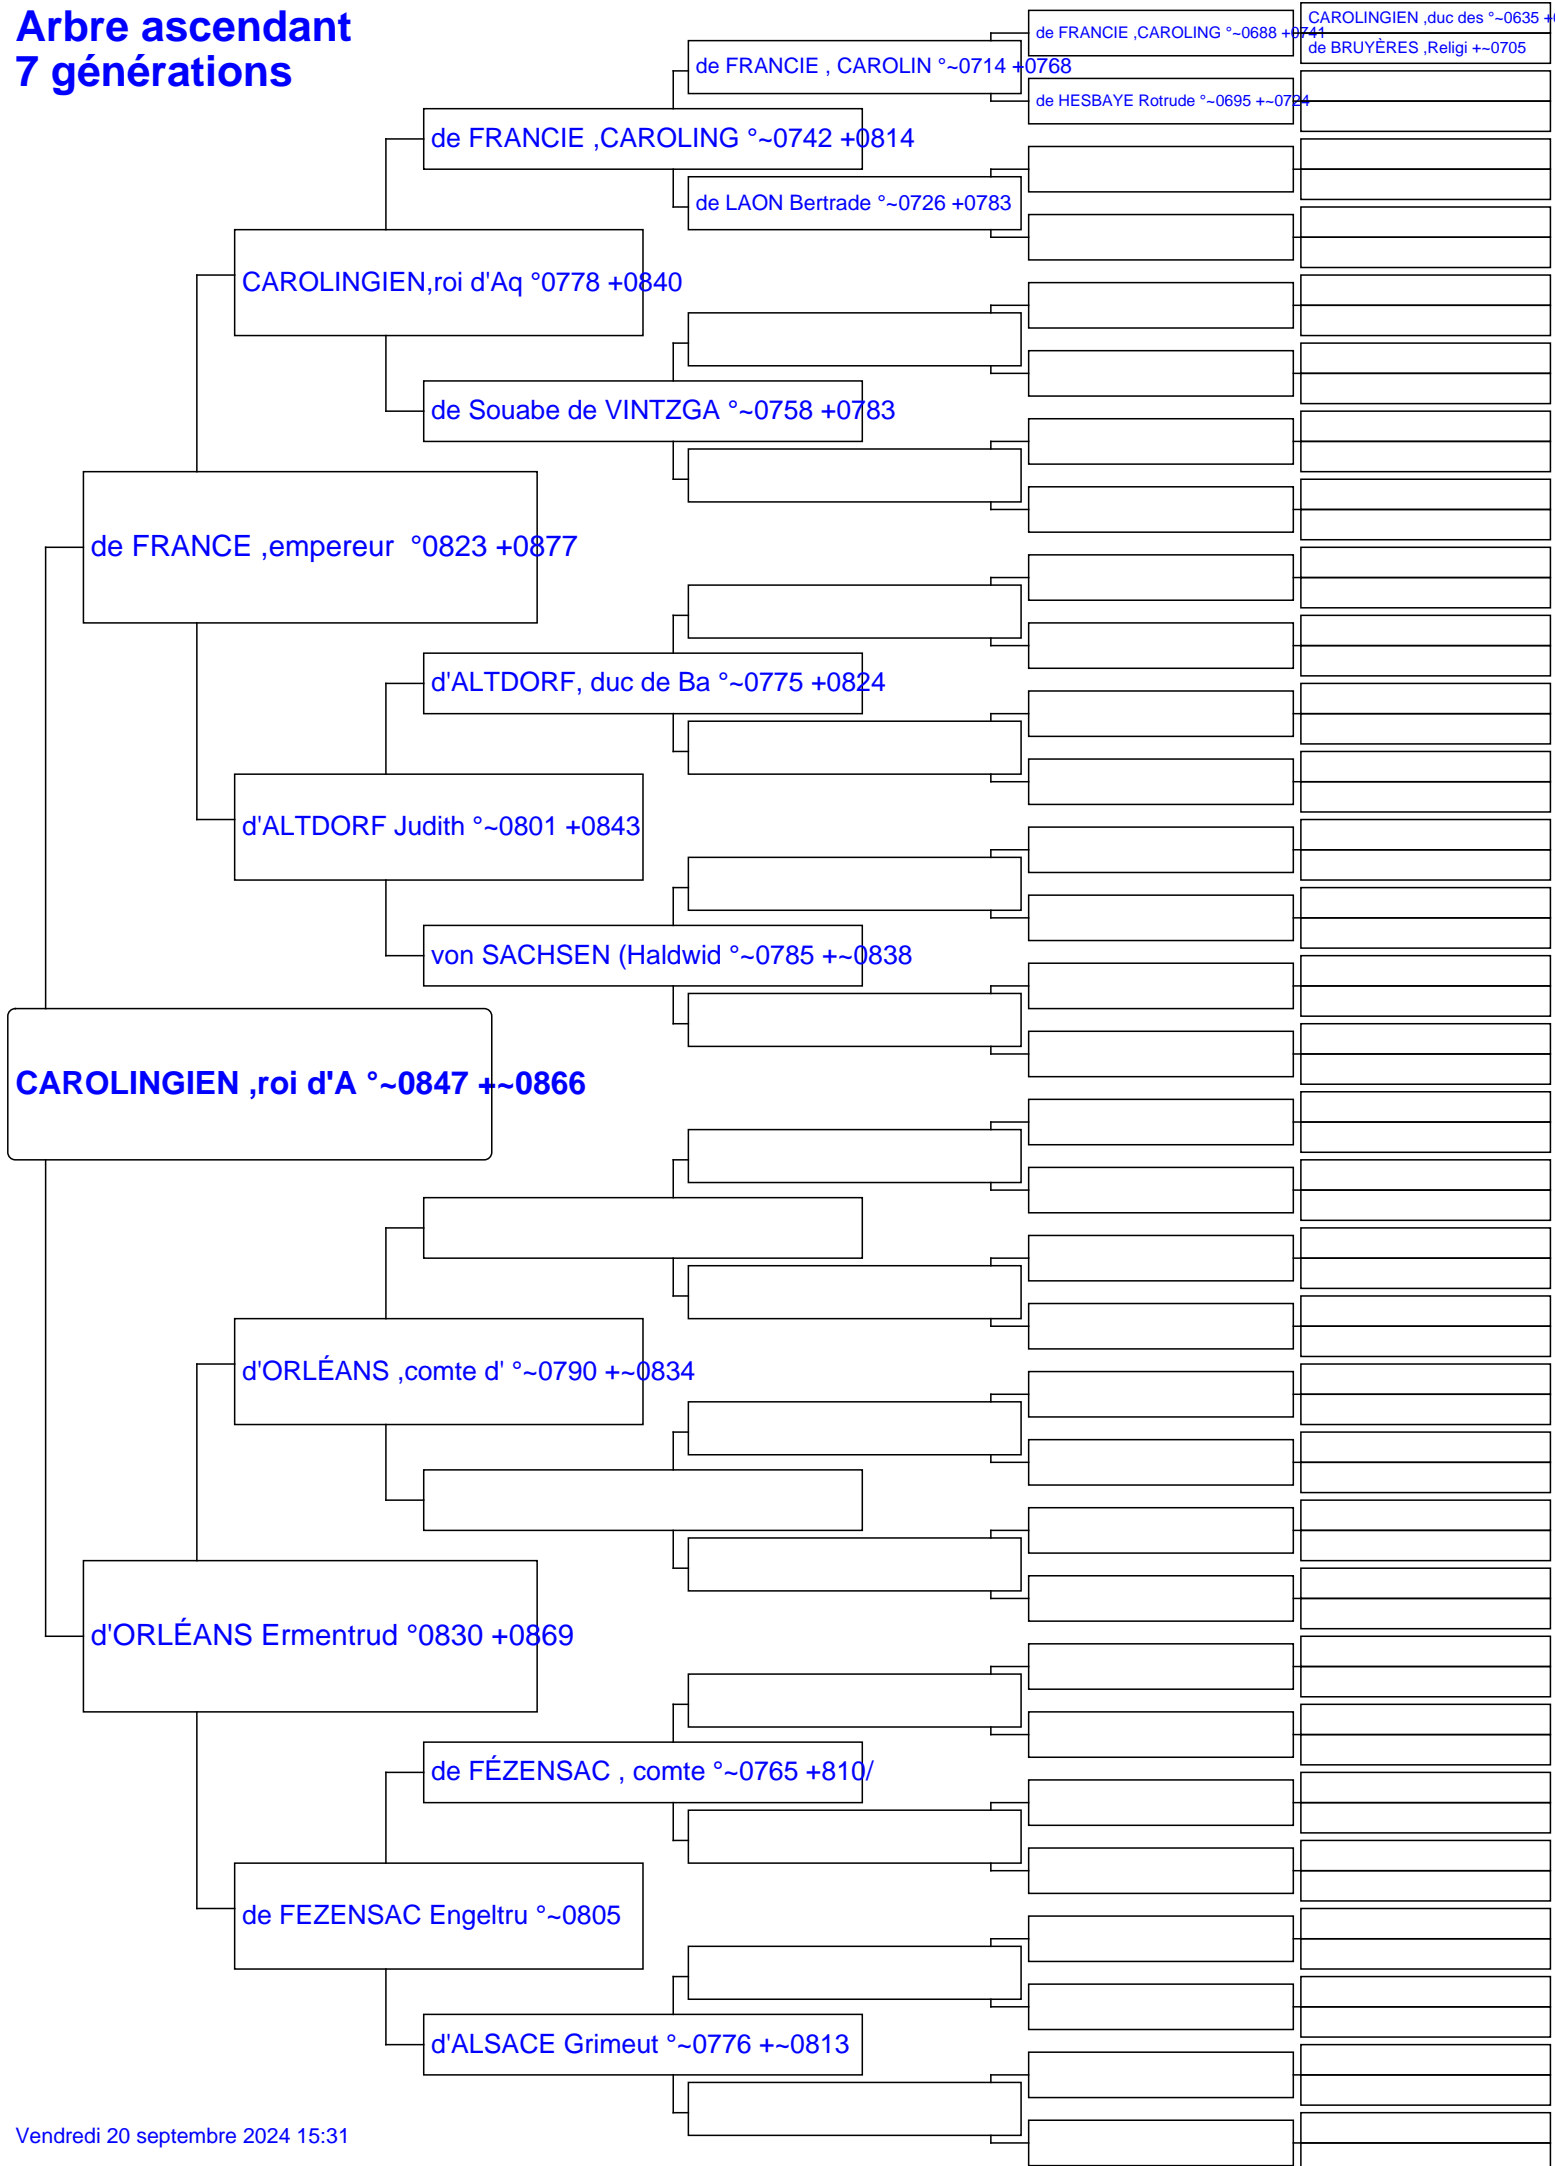 Arbre ascendant
7 générations
CAROLINGIEN ,duc des °~0635 +
de FRANCIE ,CAROLING °~0688 +0741
de BRUYÈRES ,Religi +~0705
de FRANCIE , CAROLIN °~0714 +0768
de HESBAYE Rotrude °~0695 +~0724
de FRANCIE ,CAROLING °~0742 +0814
de LAON Bertrade °~0726 +0783
CAROLINGIEN,roi d'Aq °0778 +0840
de Souabe de VINTZGA °~0758 +0783
de FRANCE ,empereur  °0823 +0877
d'ALTDORF, duc de Ba °~0775 +0824
d'ALTDORF Judith °~0801 +0843
von SACHSEN (Haldwid °~0785 +~0838
CAROLINGIEN ,roi d'A °~0847 +~0866
d'ORLÉANS ,comte d' °~0790 +~0834
d'ORLÉANS Ermentrud °0830 +0869
de FÉZENSAC , comte °~0765 +810/
de FEZENSAC Engeltru °~0805
d'ALSACE Grimeut °~0776 +~0813
Vendredi 20 septembre 2024 15:31